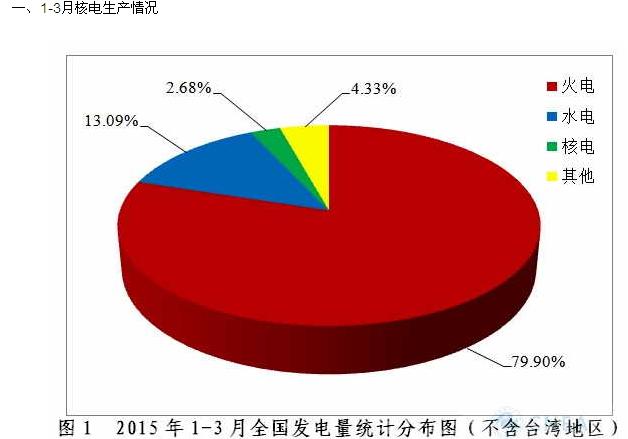 一、1-3月核电生产情况
2.68%
4.33%
13.09%
火电
水电
核电
其他
79.90%
图 1 2015 年 1-3 月全国发电量统计分布图（不含台湾地区）